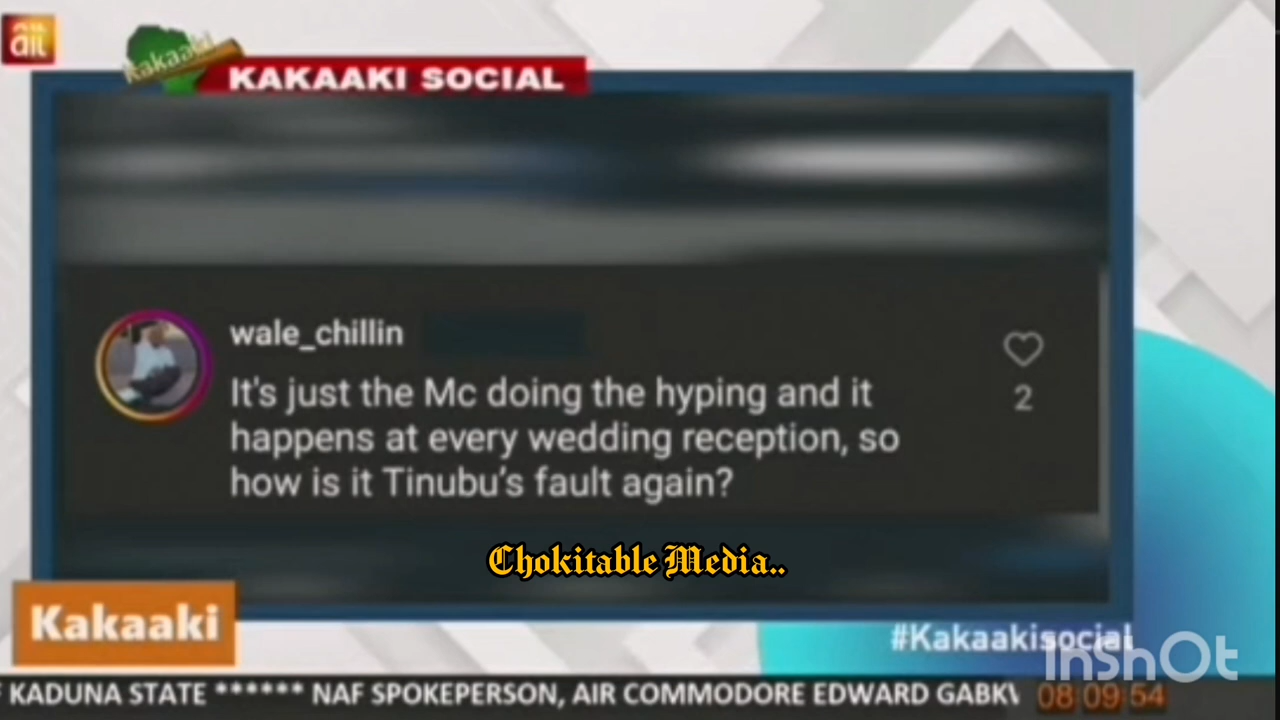 ait
kakaaki
KAKAAKI SOCIAL
wale_chillin
It's just the Mc doing the hyping and it
happens at every wedding reception, so
how is it Tinubu's fault again?
2
Chokitable Media..
Kakaaki
#Kakaakisocial
InshOt
KADUNA STATE ****** NAF SPOKEPERSON, AIR COMMODORE EDWARD
08:09:54